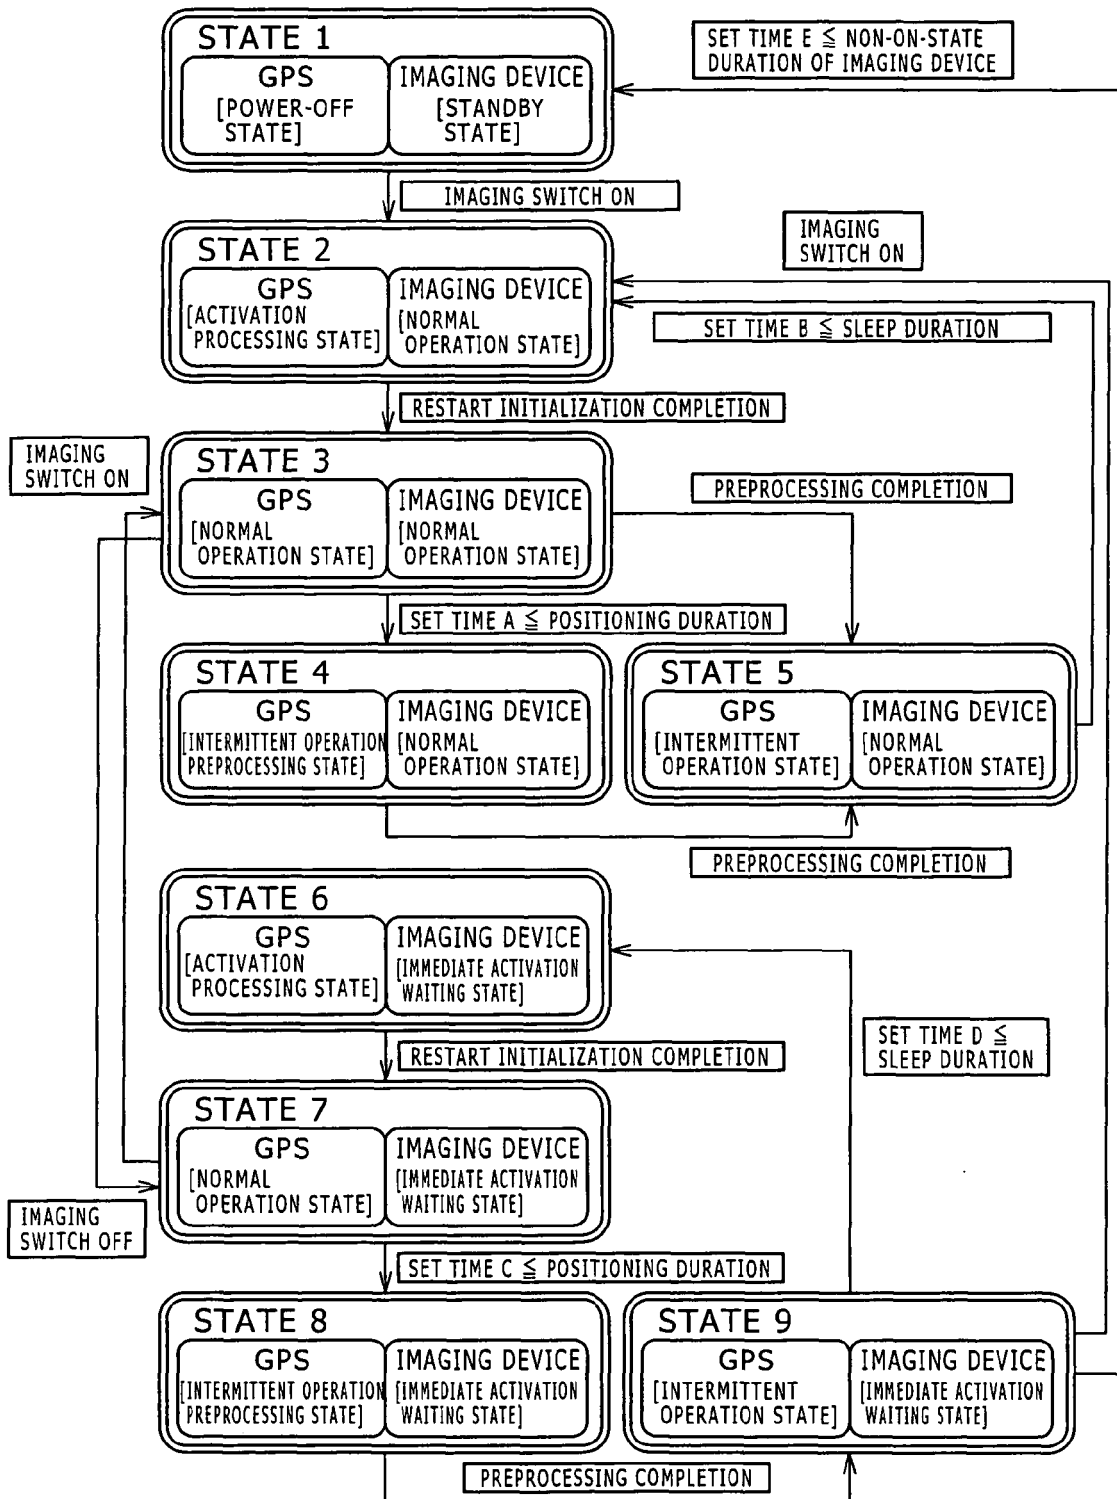 STATE 1
GPS
[POWER-OFF
STATE]
IMAGING DEVICE
[STANDBY
STATE]
SET TIME E ≦ NON-ON-STATE
DURATION OF IMAGING DEVICE
IMAGING SWITCH ON
STATE 2
GPS
[ACTIVATION
PROCESSING STATE]
IMAGING DEVICE
[NORMAL
OPERATION STATE]
IMAGING
SWITCH ON
SET TIME B ≦ SLEEP DURATION
RESTART INITIALIZATION COMPLETION
IMAGING
SWITCH ON
STATE 3
GPS
[NORMAL
OPERATION STATE]
IMAGING DEVICE
[NORMAL
OPERATION STATE]
PREPROCESSING COMPLETION
SET TIME A ≦ POSITIONING DURATION
STATE 4
GPS
[INTERMITTENT OPERATION
PREPROCESSING STATE]
IMAGING DEVICE
[NORMAL
OPERATION STATE]
STATE 5
GPS
[INTERMITTENT
OPERATION STATE]
IMAGING DEVICE
[NORMAL
OPERATION STATE]
PREPROCESSING COMPLETION
STATE 6
GPS
[ACTIVATION
PROCESSING STATE]
IMAGING DEVICE
[IMMEDIATE ACTIVATION
WAITING STATE]
SET TIME D ≦
SLEEP DURATION
RESTART INITIALIZATION COMPLETION
STATE 7
GPS
[NORMAL
OPERATION STATE]
IMAGING DEVICE
[IMMEDIATE ACTIVATION
WAITING STATE]
IMAGING
SWITCH OFF
SET TIME C ≦ POSITIONING DURATION
STATE 8
GPS
[INTERMITTENT OPERATION
PREPROCESSING STATE]
IMAGING DEVICE
[IMMEDIATE ACTIVATION
WAITING STATE]
STATE 9
GPS
[INTERMITTENT
OPERATION STATE]
IMAGING DEVICE
[IMMEDIATE ACTIVATION
WAITING STATE]
PREPROCESSING COMPLETION